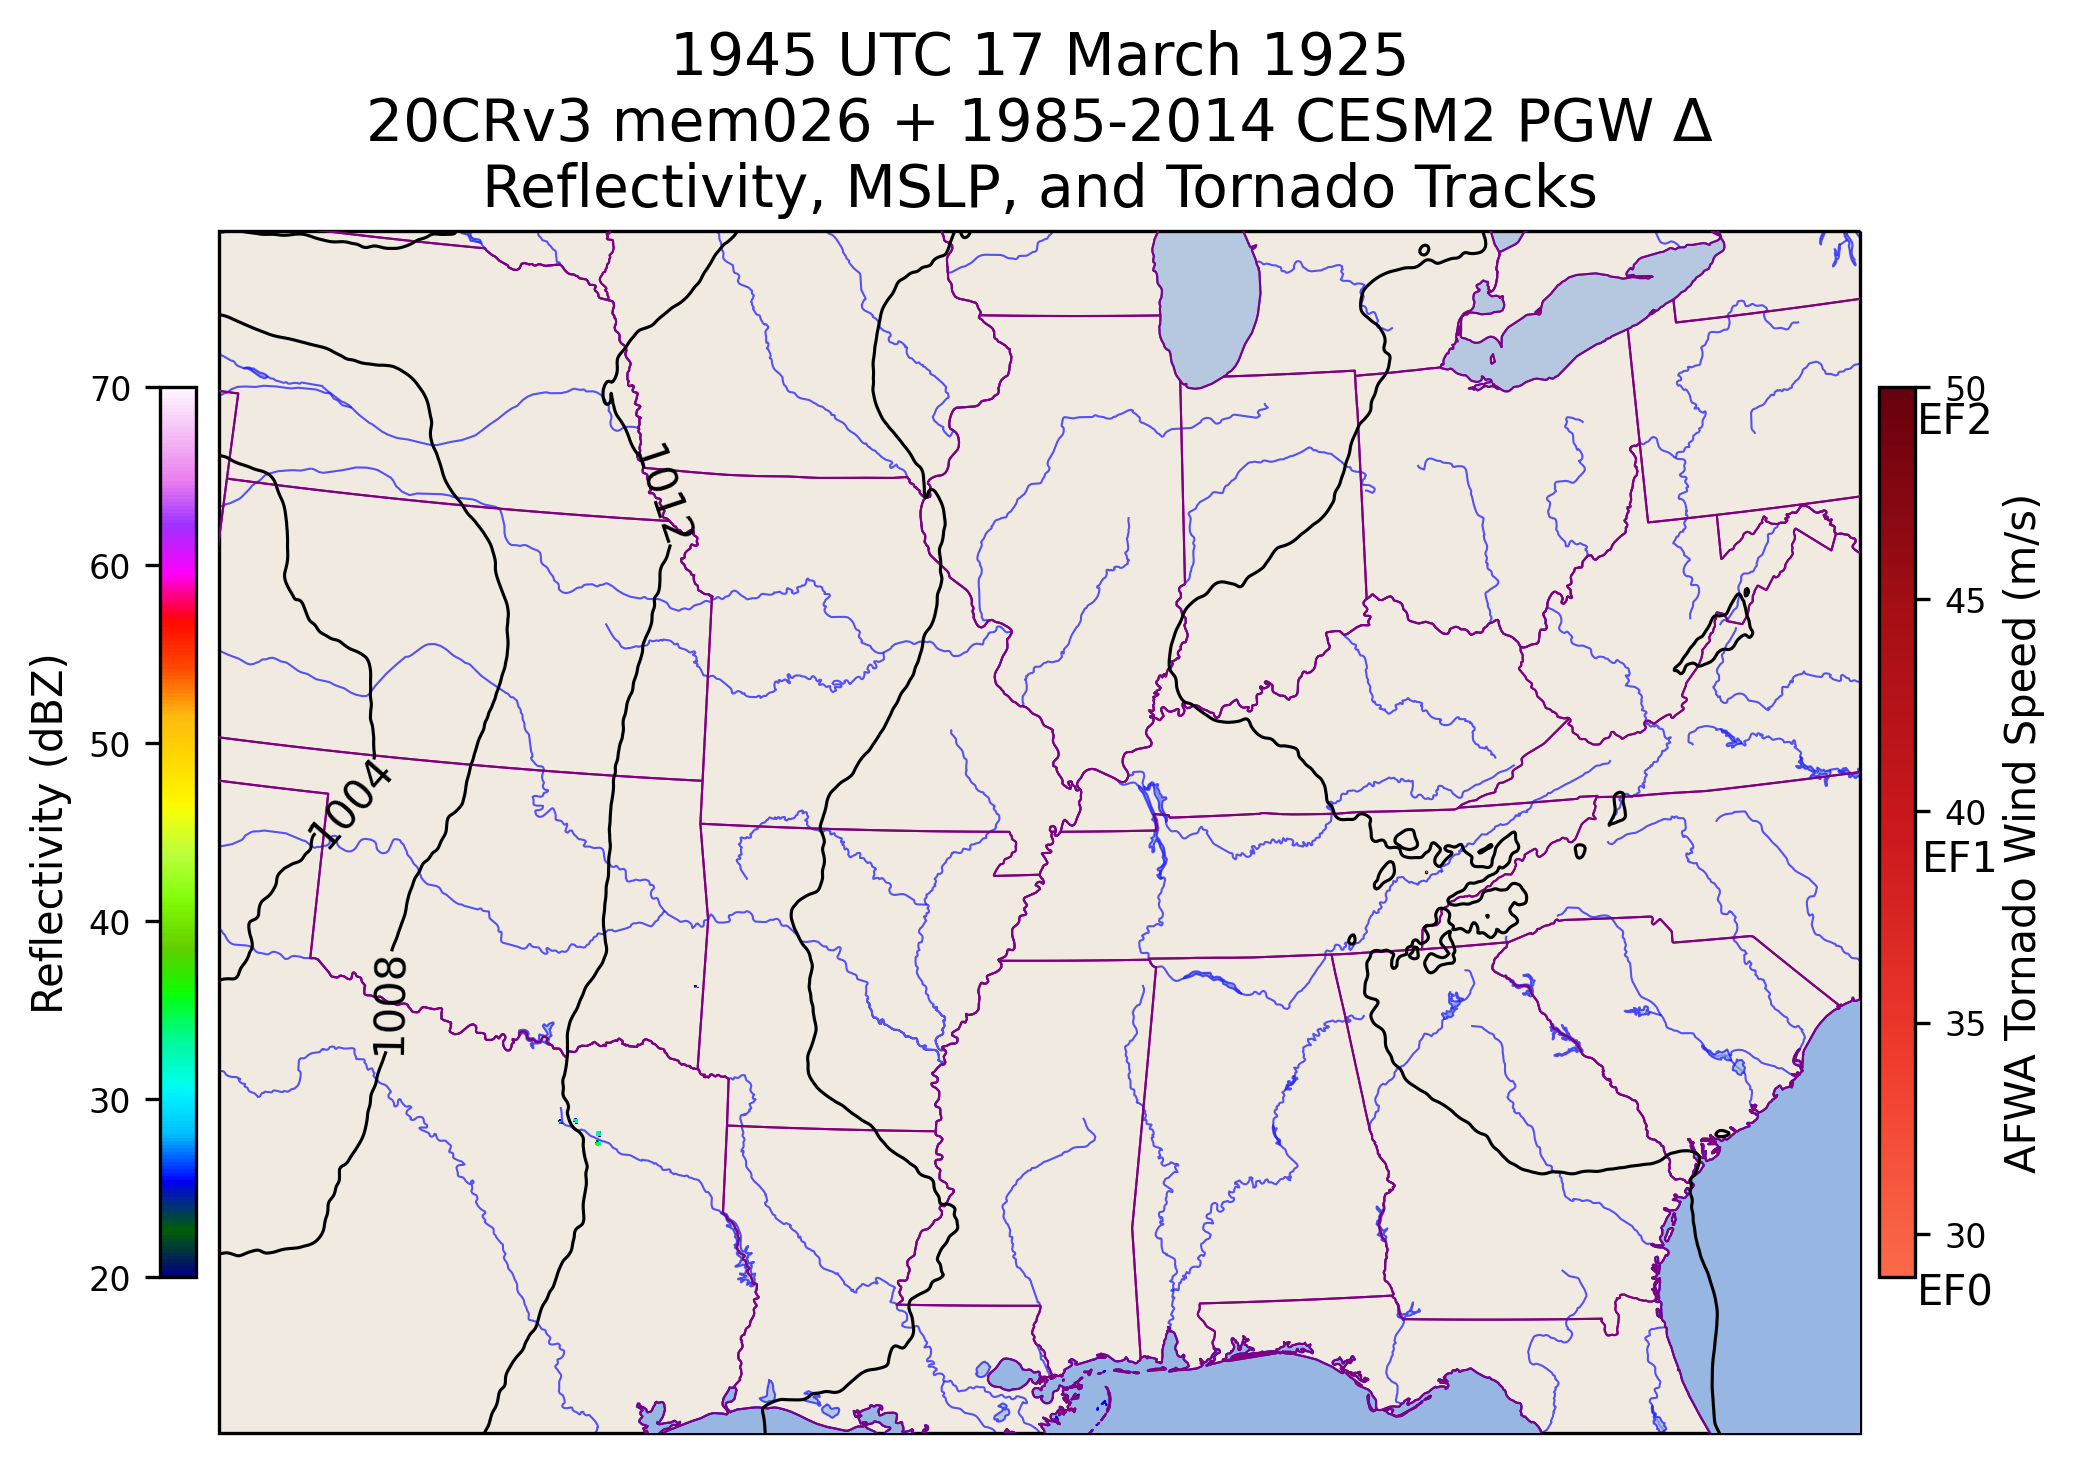 1945 UTC 17 March 1925
20CRv3 mem026 + 1985-2014 CESM2 PGW Δ
Reflectivity, MSLP, and Tornado Tracks
70
60
50
40
30
20
Reflectivity (dBZ)
1012
1004
1008
50
EF2
45
40
EF1
35
30
EF0
AFWA Tornado Wind Speed (m/s)